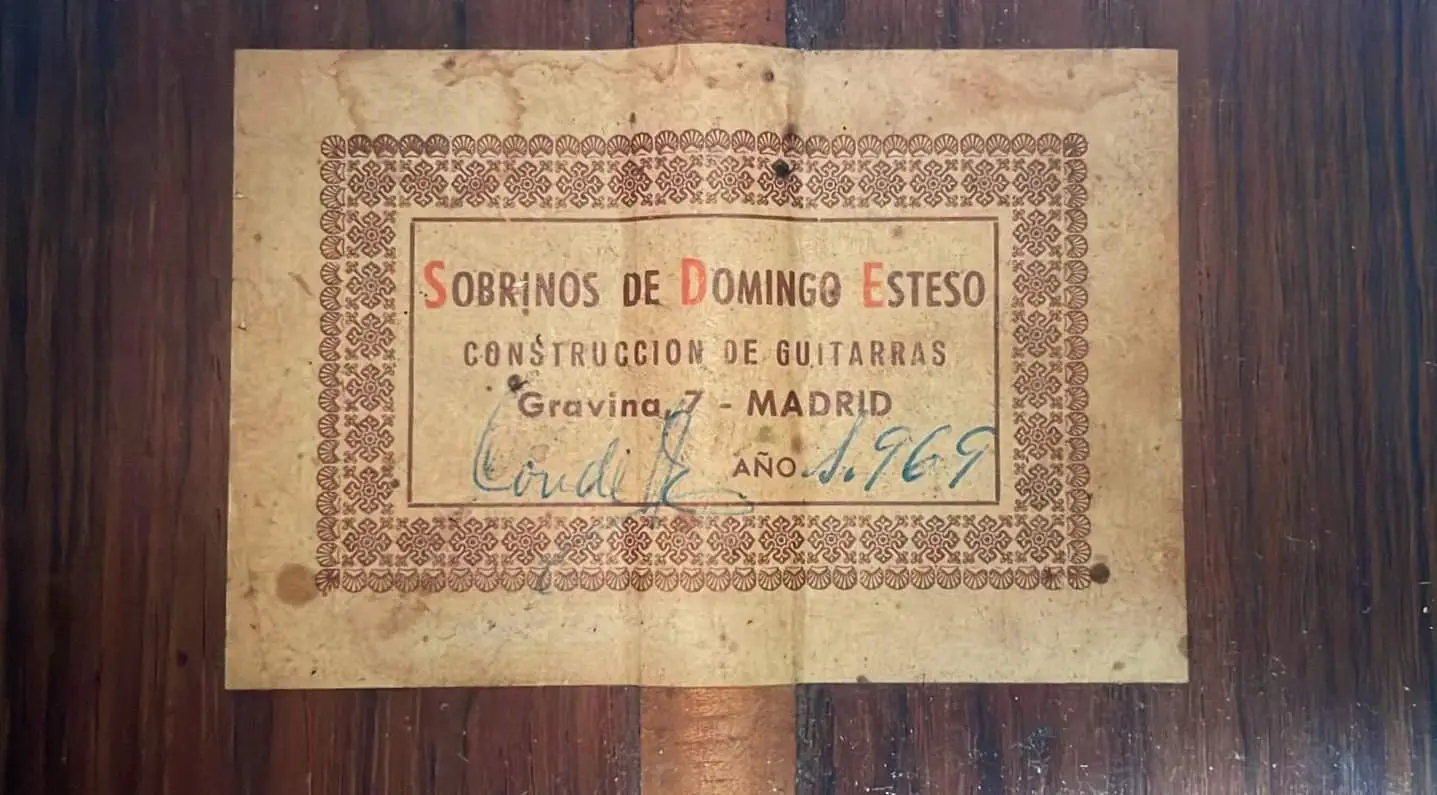 SOBRINOS DE DOMINGO ESTESO
CONSTRUCCION DE GUITARRAS
Gravina, 7 - MADRID
Conde
AÑO 1.969